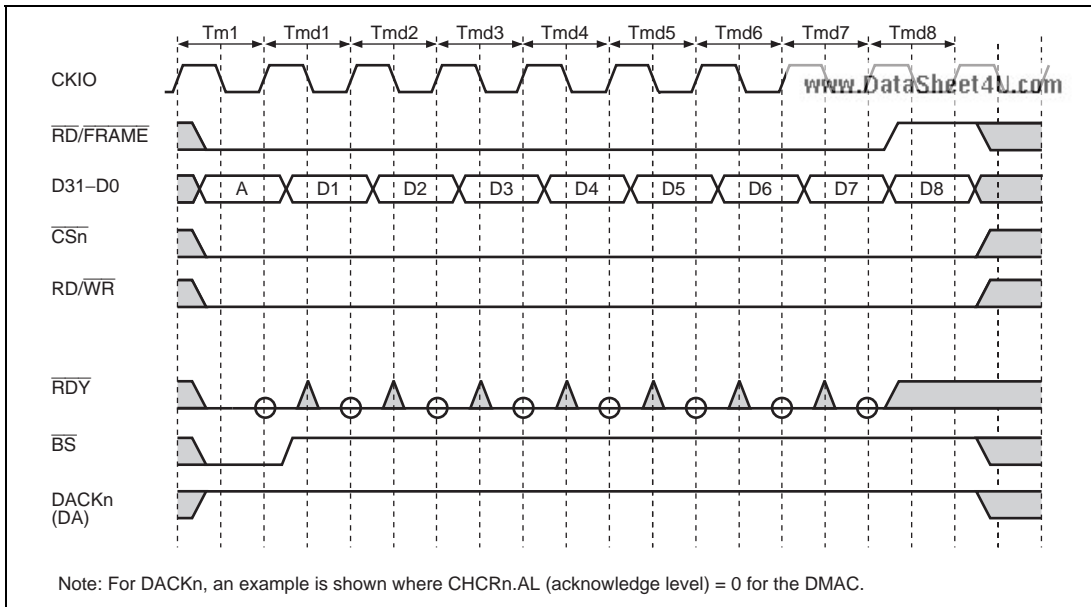 Tm1 Tmd1 Tmd2 Tmd3 Tmd4 Tmd5 Tmd6 Tmd7 Tmd8
CKIO
www.DataSheet4U.com
RD/FRAME
D31–D0 A D1 D2 D3 D4 D5 D6 D7 D8
CSn
RD/WR
RDY
BS
DACKn
(DA)
Note: For DACKn, an example is shown where CHCRn.AL (acknowledge level) = 0 for the DMAC.